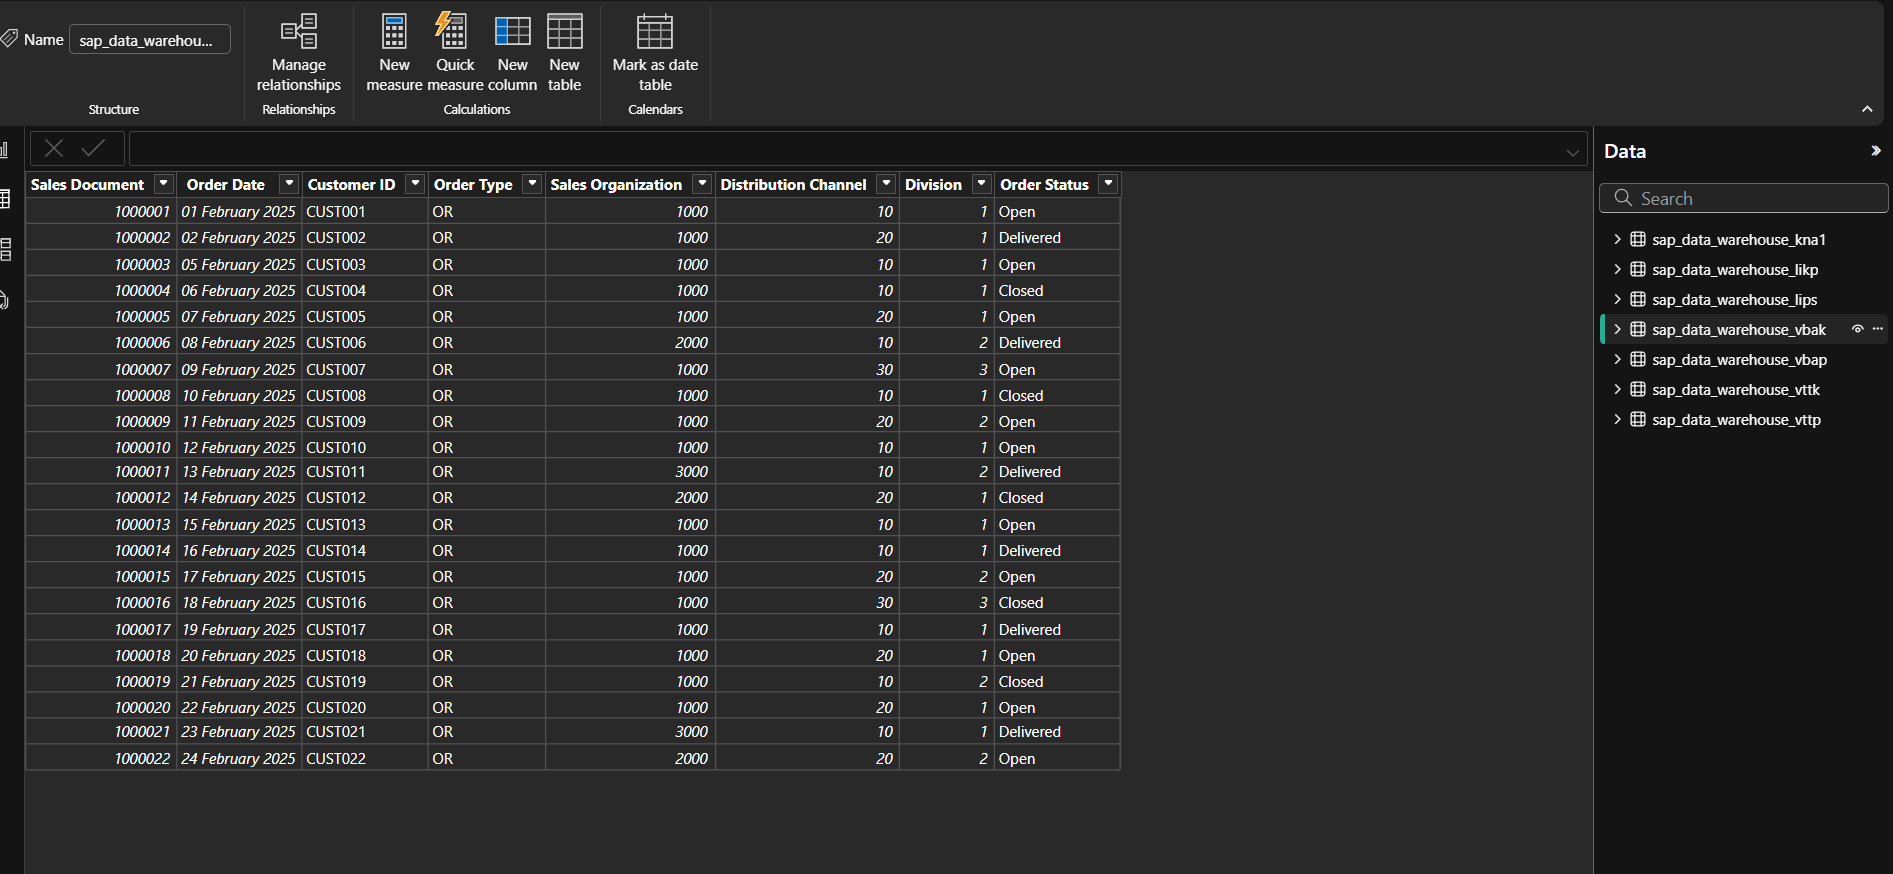 Name sap_data_warehou...
Manage relationships
New measure
Quick measure
New column
New table
Mark as date table
Structure
Relationships
Calculations
Calendars
Sales Document Order Date Customer ID Order Type Sales Organization Distribution Channel Division Order Status
1000001 01 February 2025 CUST001 OR 1000 10 1 Open
1000002 02 February 2025 CUST002 OR 1000 20 1 Delivered
1000003 05 February 2025 CUST003 OR 1000 10 1 Open
1000004 06 February 2025 CUST004 OR 1000 10 1 Closed
1000005 07 February 2025 CUST005 OR 1000 20 1 Open
1000006 08 February 2025 CUST006 OR 2000 10 2 Delivered
1000007 09 February 2025 CUST007 OR 1000 30 3 Open
1000008 10 February 2025 CUST008 OR 1000 10 1 Closed
1000009 11 February 2025 CUST009 OR 1000 20 2 Open
1000010 12 February 2025 CUST010 OR 1000 10 1 Open
1000011 13 February 2025 CUST011 OR 3000 10 2 Delivered
1000012 14 February 2025 CUST012 OR 2000 20 1 Closed
1000013 15 February 2025 CUST013 OR 1000 10 1 Open
1000014 16 February 2025 CUST014 OR 1000 10 1 Delivered
1000015 17 February 2025 CUST015 OR 1000 20 2 Open
1000016 18 February 2025 CUST016 OR 1000 30 3 Closed
1000017 19 February 2025 CUST017 OR 1000 10 1 Delivered
1000018 20 February 2025 CUST018 OR 1000 20 1 Open
1000019 21 February 2025 CUST019 OR 1000 10 2 Closed
1000020 22 February 2025 CUST020 OR 1000 20 1 Open
1000021 23 February 2025 CUST021 OR 3000 10 1 Delivered
1000022 24 February 2025 CUST022 OR 2000 20 2 Open
Data
Search
sap_data_warehouse_kna1
sap_data_warehouse_likp
sap_data_warehouse_lips
sap_data_warehouse_vbak
sap_data_warehouse_vbap
sap_data_warehouse_vttk
sap_data_warehouse_vttp